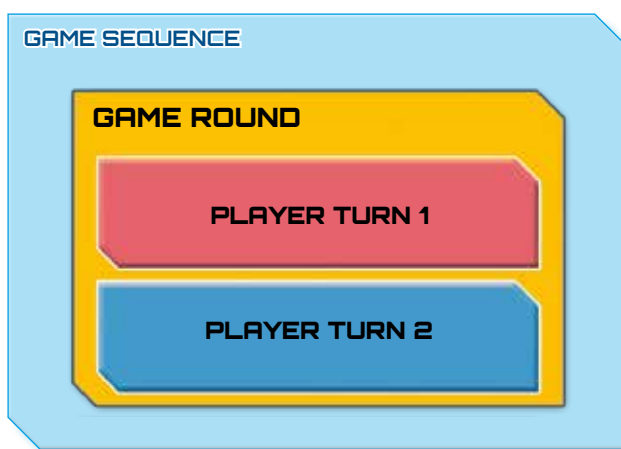 GAME SEQUENCE
GAME ROUND
PLAYER TURN 1
PLAYER TURN 2